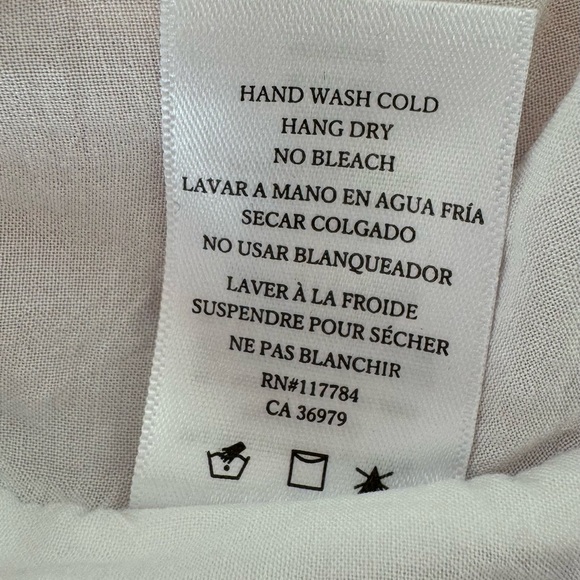 HAND WASH COLD
HANG DRY
NO BLEACH
LAVAR A MANO EN AGUA FRÍA
SECAR COLGADO
NO USAR BLANQUEADOR
LAVER À LA FROIDE
SUSPENDRE POUR SÉCHER
NE PAS BLANCHIR
RN#117784
CA 36979